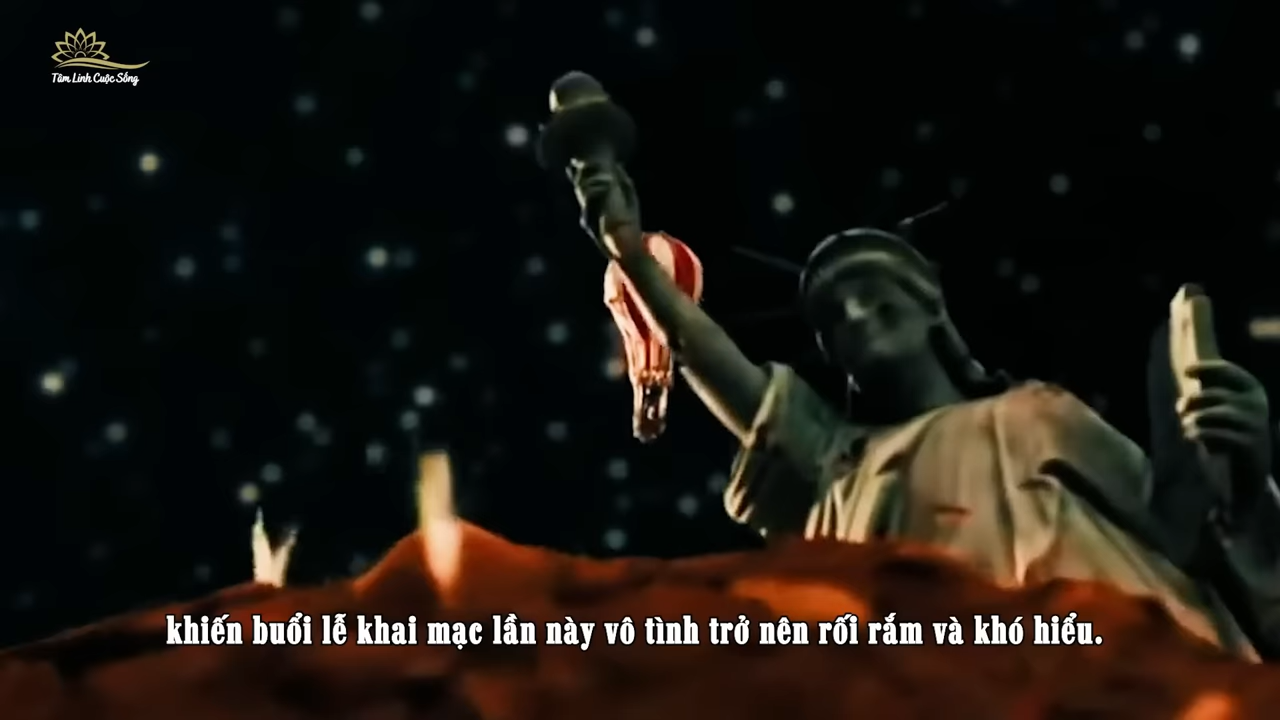 Tâm Linh Cuộc Sống
khiến buổi lễ khai mạc lần này vô tình trở nên rối rắm và khó hiểu.